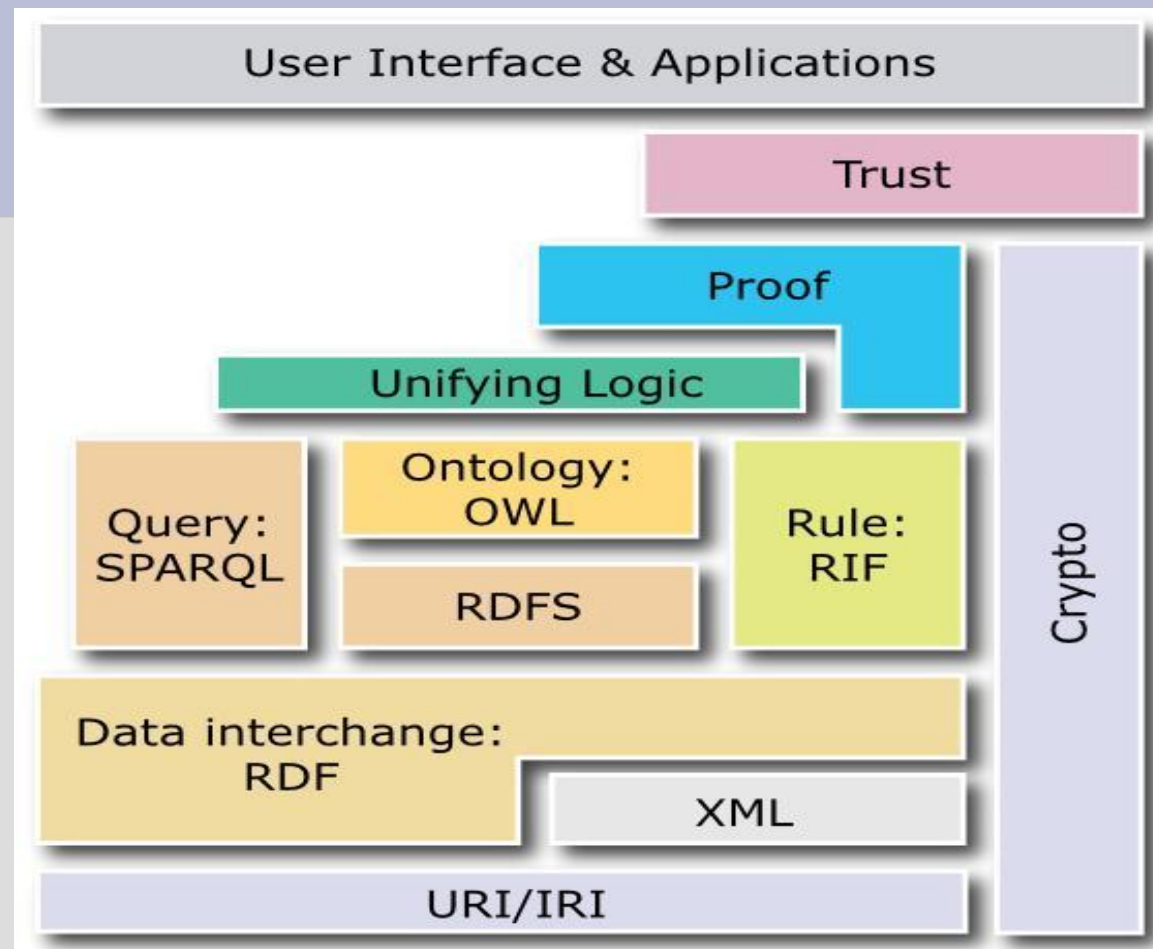 User Interface & Applications
Trust
Proof
Unifying Logic
Query:
SPARQL
Ontology:
OWL
RDFS
Rule:
RIF
Crypto
Data interchange:
RDF
XML
URI/IRI